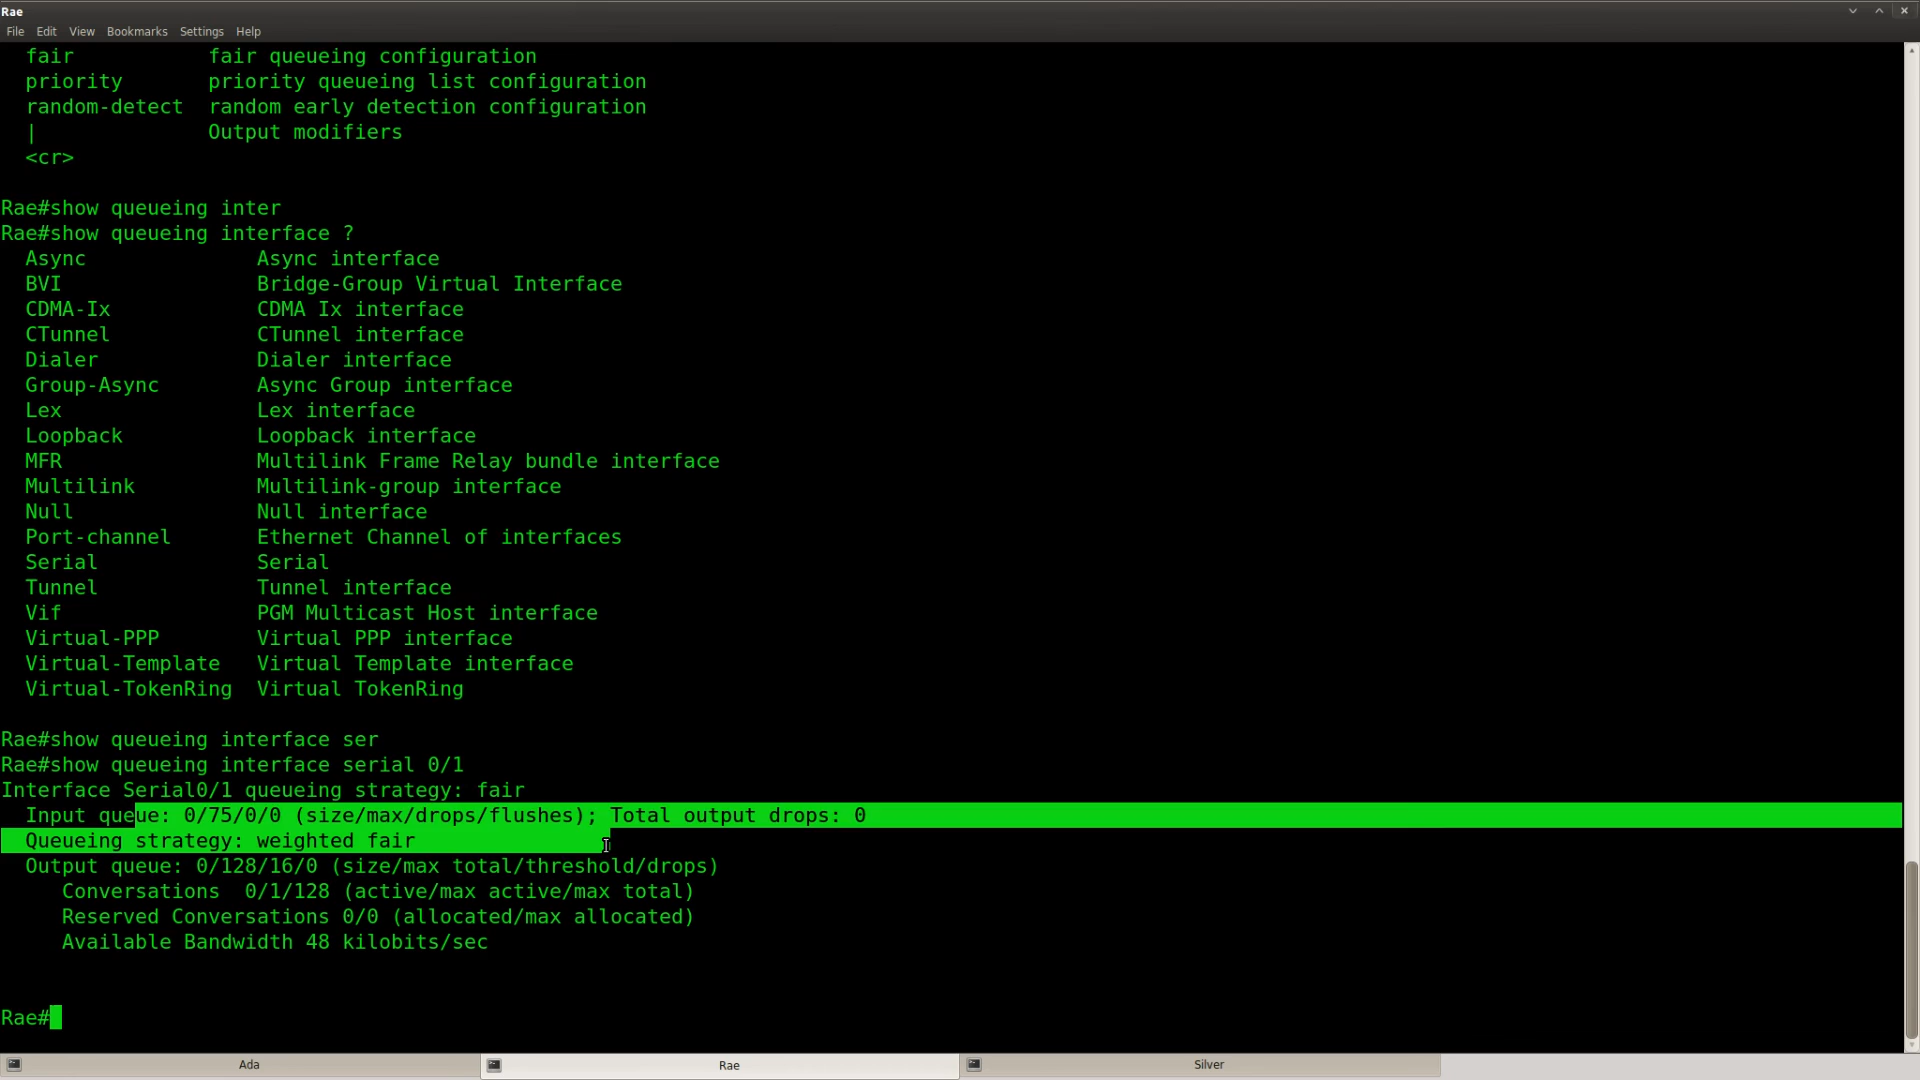 Rae
File Edit View Bookmarks Settings Help
fair fair queueing configuration
priority priority queueing list configuration
random-detect random early detection configuration
| Output modifiers
<cr>
Rae#show queueing inter
Rae#show queueing interface ?
Async Async interface
BVI Bridge-Group Virtual Interface
CDMA-Ix CDMA Ix interface
CTunnel CTunnel interface
Dialer Dialer interface
Group-Async Async Group interface
Lex Lex interface
Loopback Loopback interface
MFR Multilink Frame Relay bundle interface
Multilink Multilink-group interface
Null Null interface
Port-channel Ethernet Channel of interfaces
Serial Serial
Tunnel Tunnel interface
Vif PGM Multicast Host interface
Virtual-PPP Virtual PPP interface
Virtual-Template Virtual Template interface
Virtual-TokenRing Virtual TokenRing
Rae#show queueing interface ser
Rae#show queueing interface serial 0/1
Interface Serial0/1 queueing strategy: fair
Input queue: 0/75/0/0 (size/max/drops/flushes); Total output drops: 0
Queueing strategy: weighted fair
Output queue: 0/128/16/0 (size/max total/threshold/drops)
Conversations 0/1/128 (active/max active/max total)
Reserved Conversations 0/0 (allocated/max allocated)
Available Bandwidth 48 kilobits/sec
Rae#
Ada Rae Silver